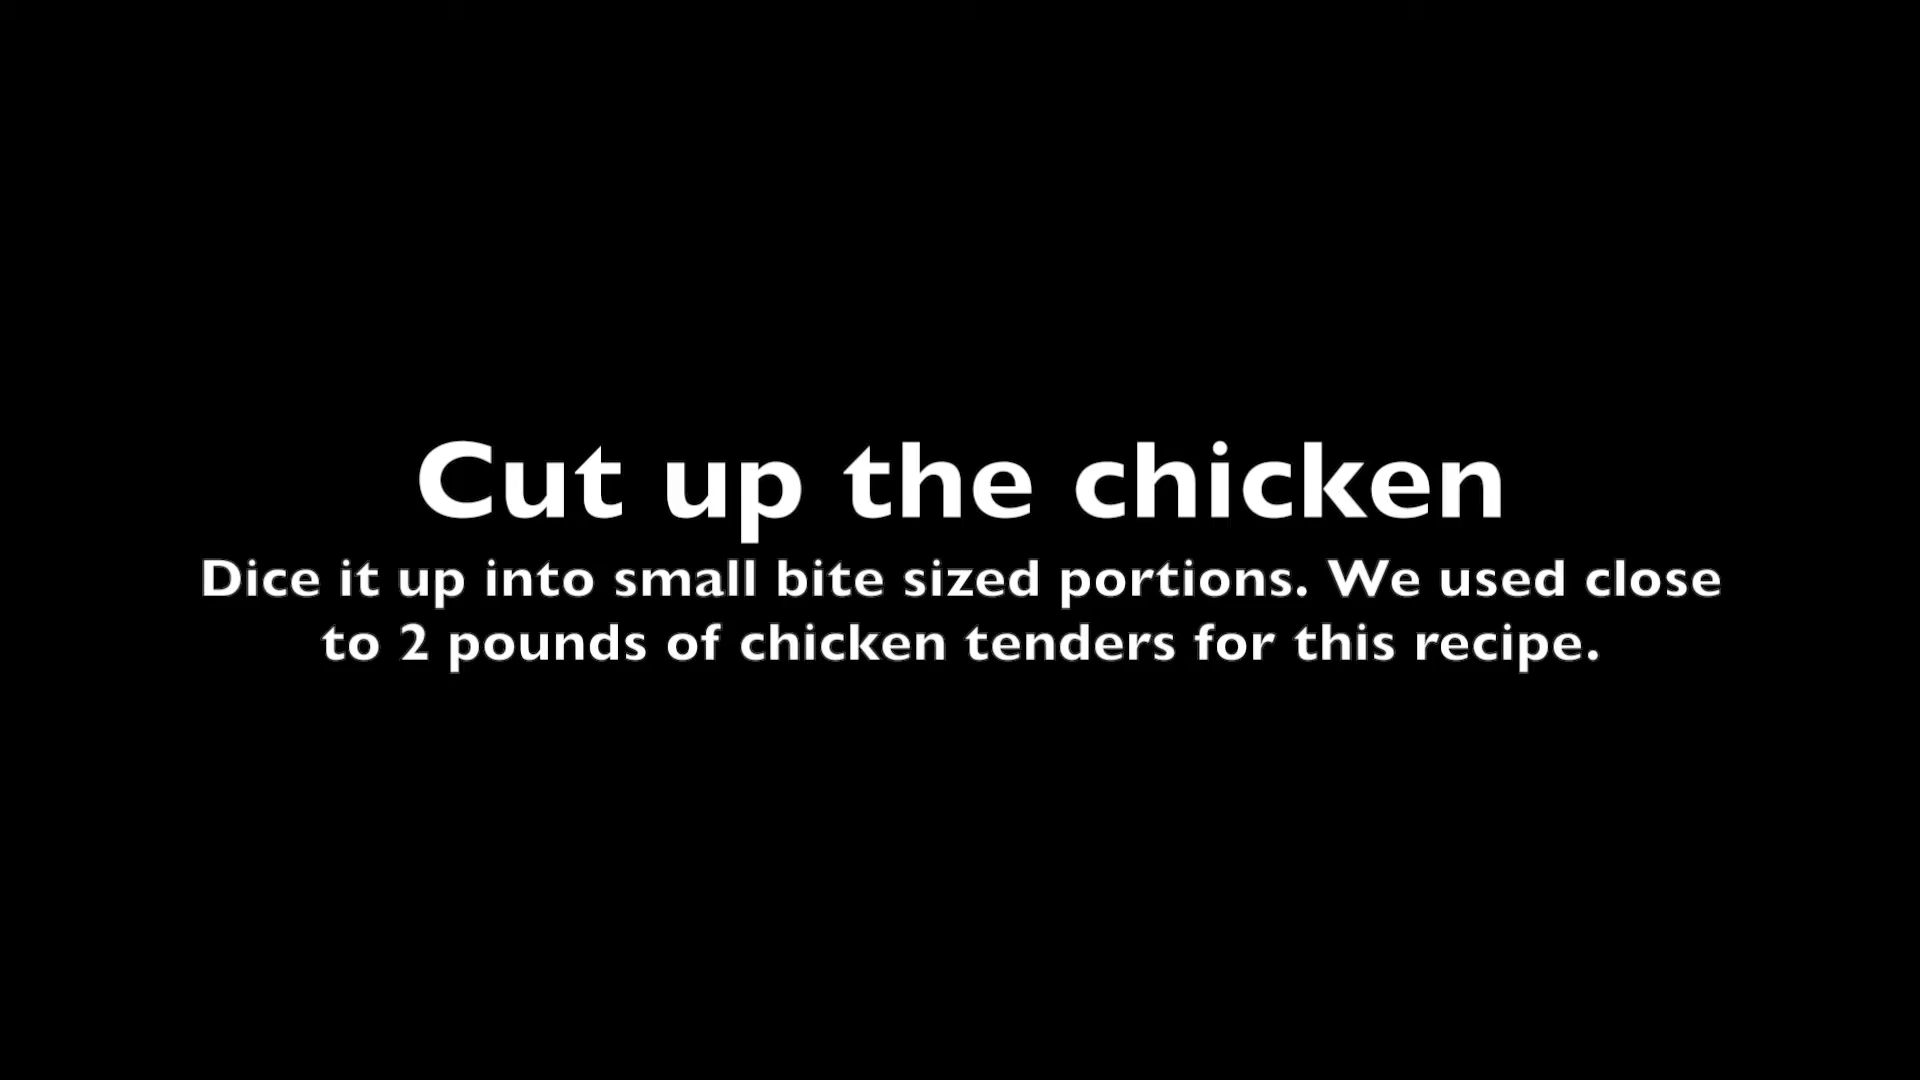 Cut up the chicken
Dice it up into small bite sized portions. We used close
to 2 pounds of chicken tenders for this recipe.